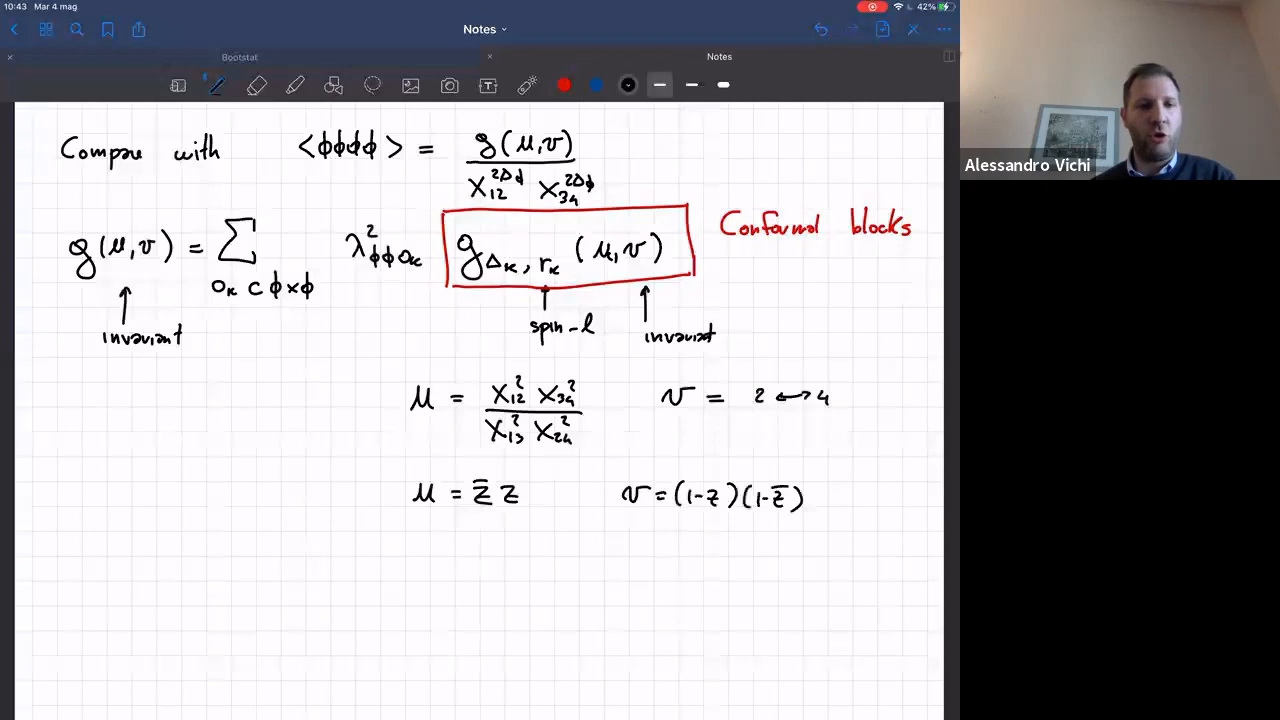 10:43 Mar 4 mag
42%
Notes
Bootstat
Notes
Compare with <ϕϕϕϕ> = g(u,v) / x₁₂^{2Δϕ} x₃₄^{2Δϕ}
g(u,v) = ∑_{O_k ⊂ ϕ×ϕ} λ²_{ϕϕO_k} g_{Δ_k, r_k} (u,v) Conformal blocks
invariant
spin-l
invariant
u = x₁₂² x₃₄² / x₁₃² x₂₄² v = 2 ↔ 4
u = z̄ z v = (1-z)(1-z̄)
Alessandro Vichi